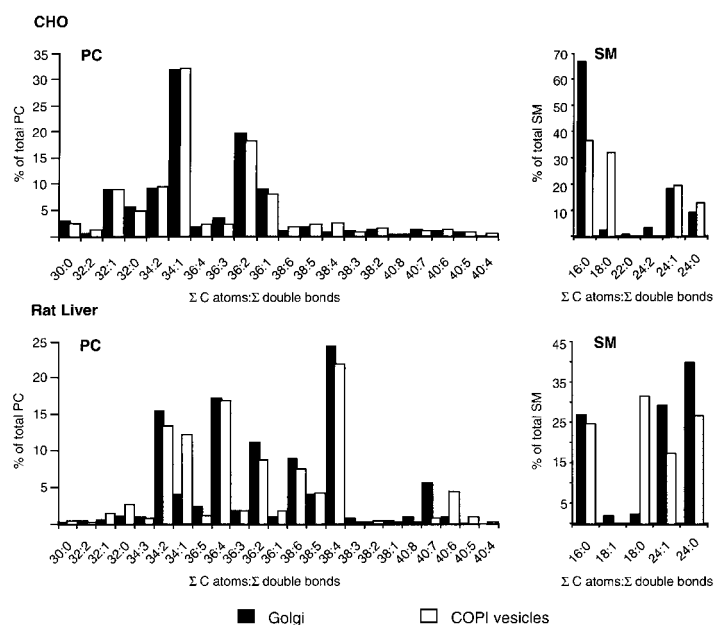 CHO
PC
% of total PC
35
30
25
20
15
10
5
30:0 32:2 32:1 32:0 34:2 34:1 36:4 36:3 36:2 36:1 38:6 38:5 38:4 38:3 38:2 40:8 40:7 40:6 40:5 40:4
Σ C atoms:Σ double bonds
SM
% of total SM
70
60
50
40
30
20
10
16:0 18:0 22:0 24:2 24:1 24:0
Σ C atoms:Σ double bonds
Rat Liver
PC
% of total PC
25
20
15
10
5
30:0 32:2 32:1 32:0 34:3 34:2 34:1 36:5 36:4 36:3 36:2 36:1 38:6 38:5 38:4 38:3 38:2 38:1 40:8 40:7 40:6 40:5 40:4
Σ C atoms:Σ double bonds
SM
% of total SM
45
35
25
15
5
16:0 18:1 18:0 24:1 24:0
Σ C atoms:Σ double bonds
Golgi
COPI vesicles